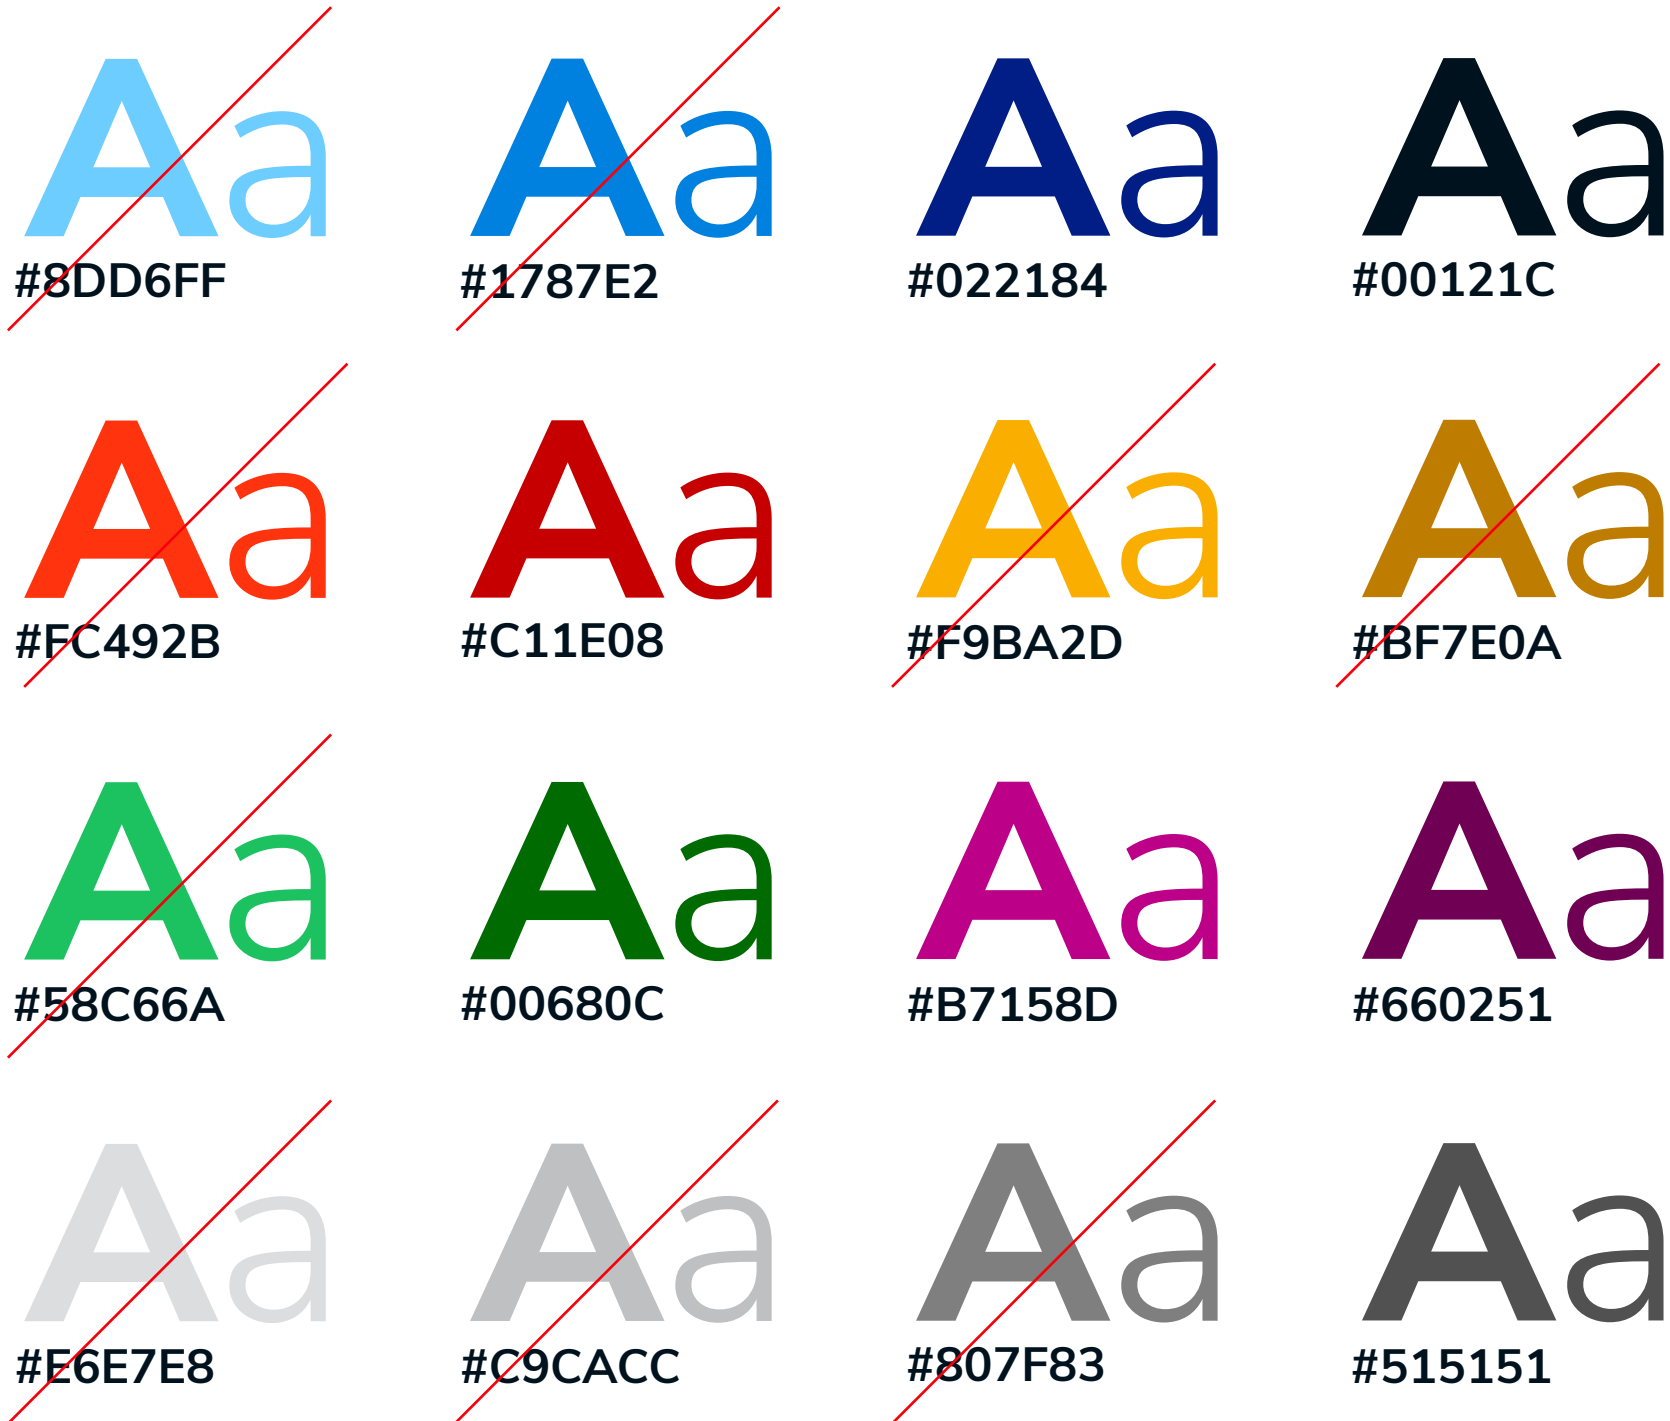 Aa Aa Aa Aa
#8DD6FF #1787E2 #022184 #00121C
Aa Aa Aa Aa
#FC492B #C11E08 #F9BA2D #BF7E0A
Aa Aa Aa Aa
#58C66A #00680C #B7158D #660251
Aa Aa Aa Aa
#E6E7E8 #C9CACC #807F83 #515151